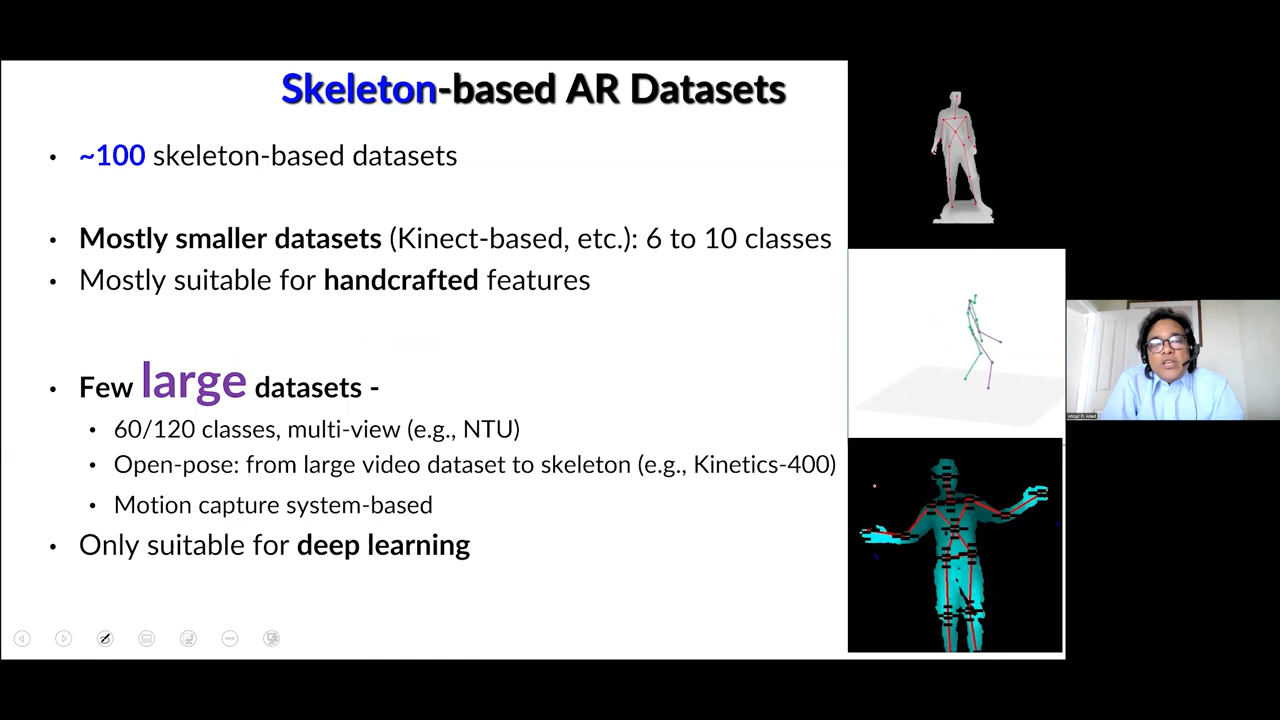 Skeleton-based AR Datasets
• ~100 skeleton-based datasets
• Mostly smaller datasets (Kinect-based, etc.): 6 to 10 classes
• Mostly suitable for handcrafted features
• Few large datasets -
• 60/120 classes, multi-view (e.g., NTU)
• Open-pose: from large video dataset to skeleton (e.g., Kinetics-400)
• Motion capture system-based
• Only suitable for deep learning
Atiqur R. Ahad